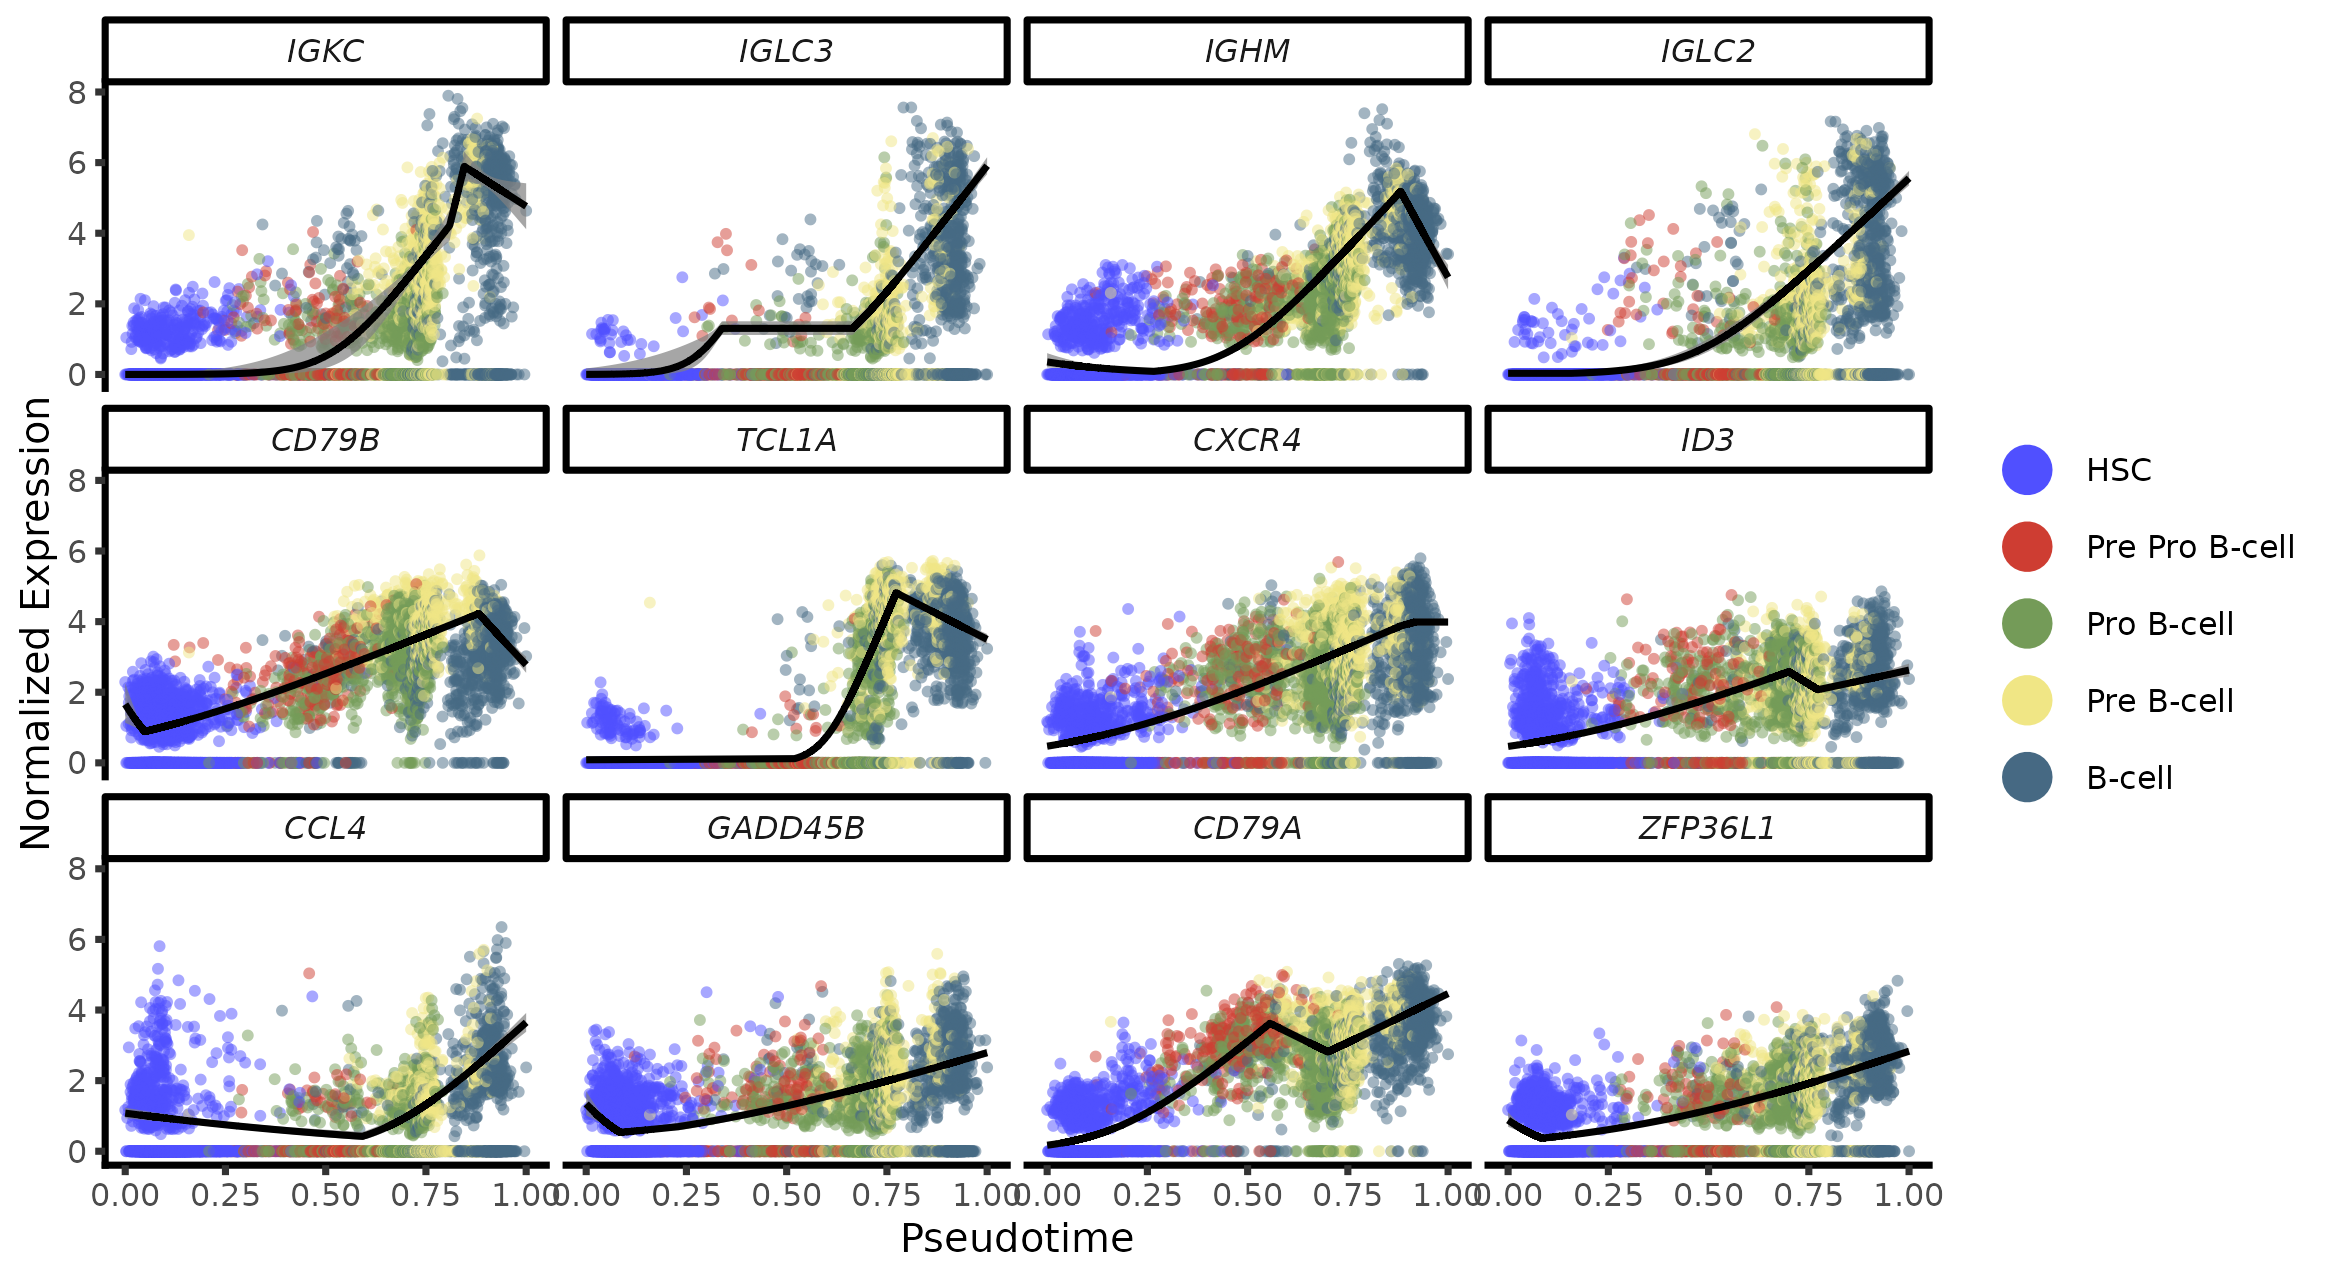 IGKC IGLC3 IGHM IGLC2
8
6
4
2
0
CD79B TCL1A CXCR4 ID3
8
6
4
2
0
CCL4 GADD45B CD79A ZFP36L1
8
6
4
2
0
0.00 0.25 0.50 0.75 1.00 0.00 0.25 0.50 0.75 1.00 0.00 0.25 0.50 0.75 1.00 0.00 0.25 0.50 0.75 1.00
Pseudotime
Normalized Expression
HSC
Pre Pro B-cell
Pro B-cell
Pre B-cell
B-cell